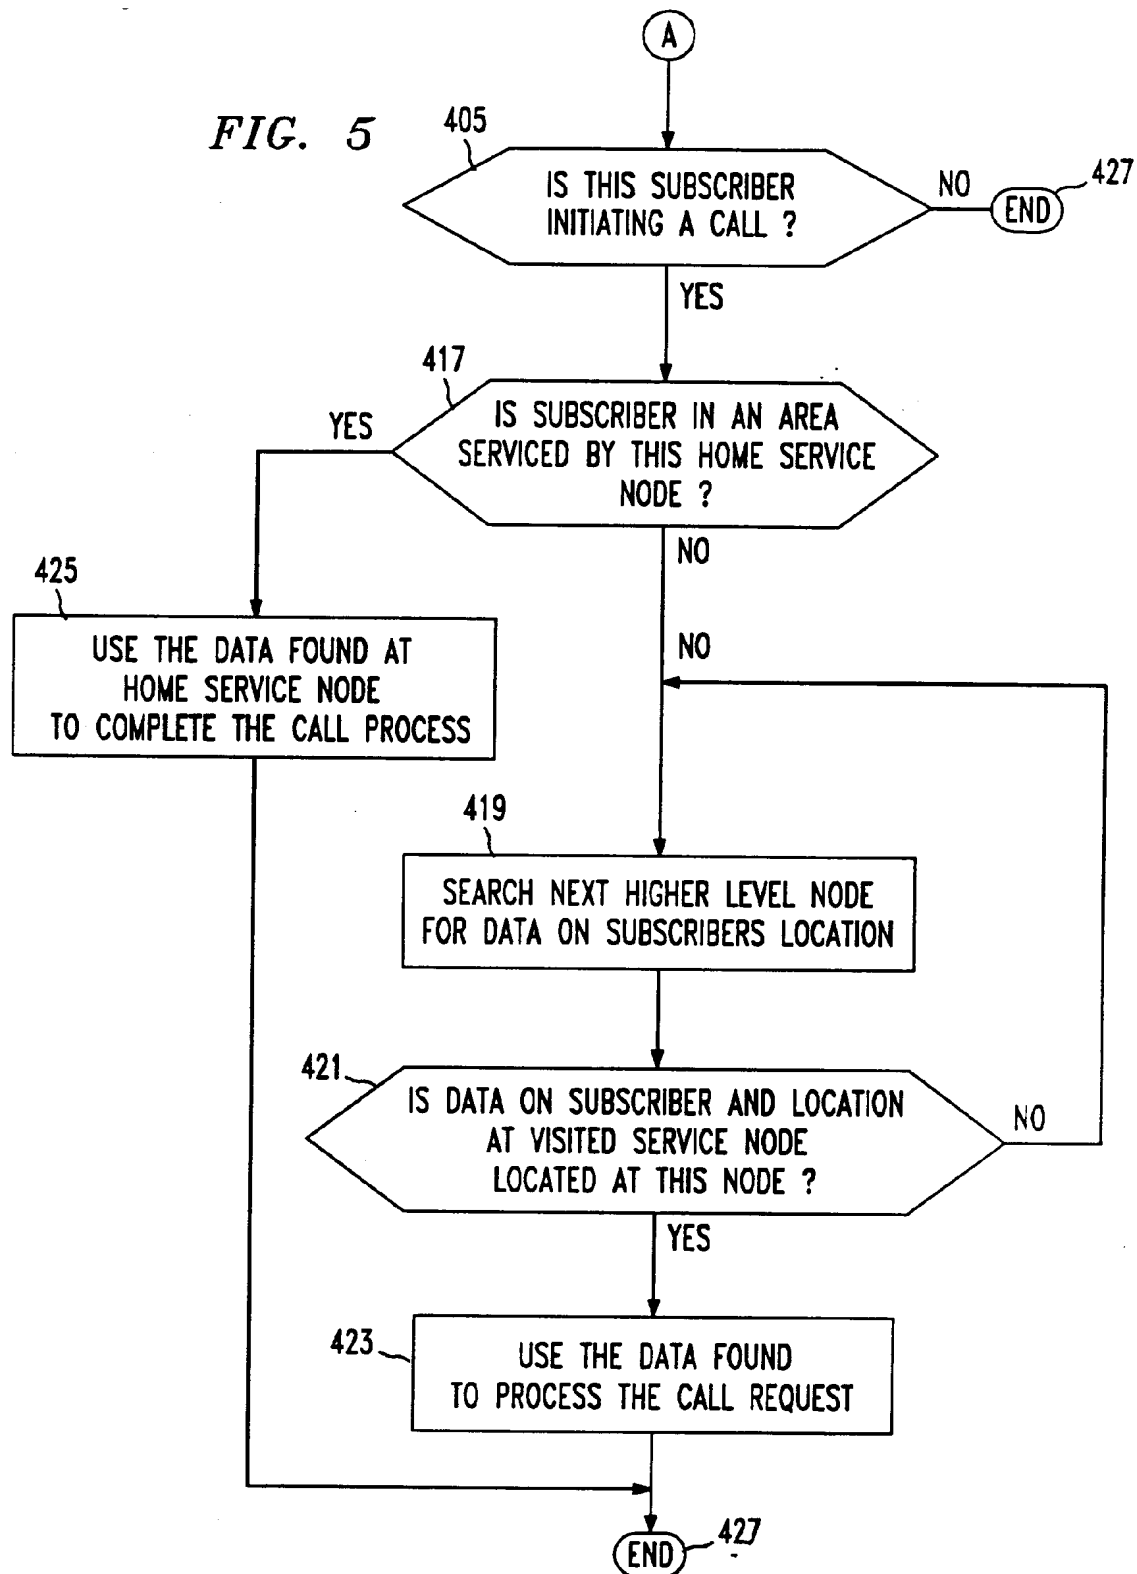 A
FIG. 5
405
IS THIS SUBSCRIBER
INITIATING A CALL ?
NO
END
427
YES
417
IS SUBSCRIBER IN AN AREA
SERVICED BY THIS HOME SERVICE
NODE ?
YES
NO
425
USE THE DATA FOUND AT
HOME SERVICE NODE
TO COMPLETE THE CALL PROCESS
NO
419
SEARCH NEXT HIGHER LEVEL NODE
FOR DATA ON SUBSCRIBERS LOCATION
421
IS DATA ON SUBSCRIBER AND LOCATION
AT VISITED SERVICE NODE
LOCATED AT THIS NODE ?
NO
YES
423
USE THE DATA FOUND
TO PROCESS THE CALL REQUEST
END
427